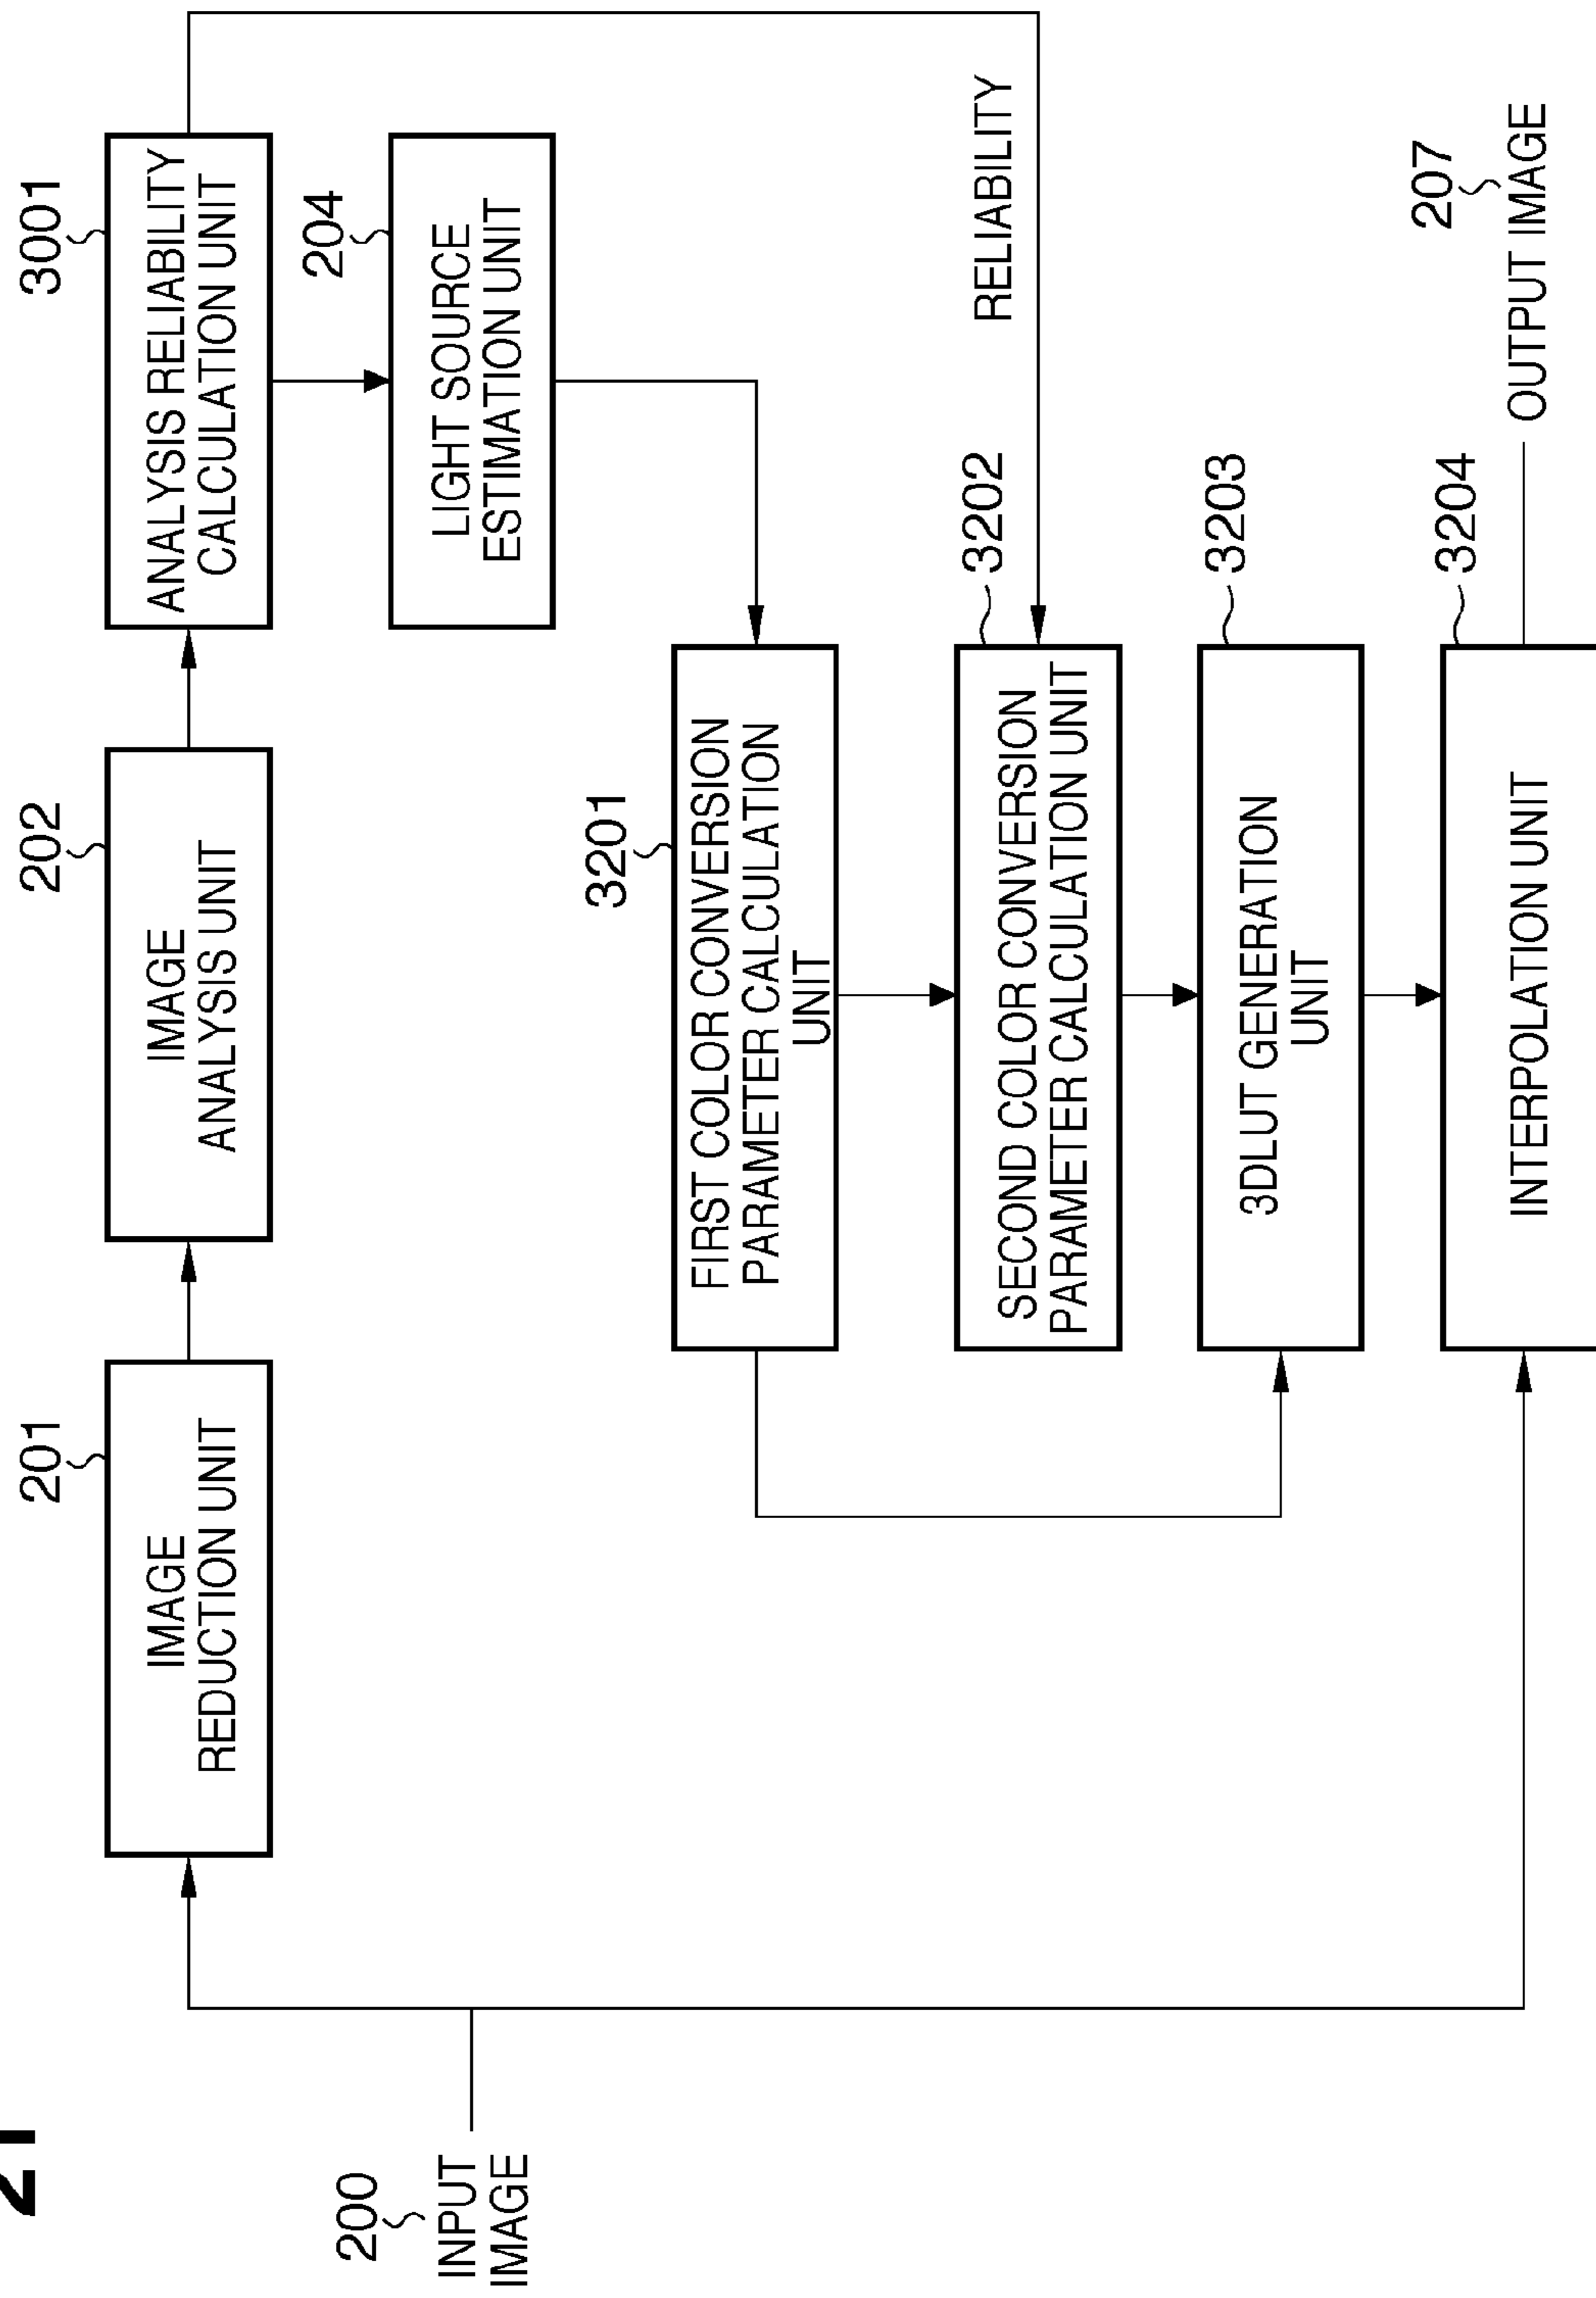 21
200
INPUT
IMAGE
201
IMAGE
REDUCTION UNIT
202
IMAGE
ANALYSIS UNIT
3001
ANALYSIS RELIABILITY
CALCULATION UNIT
204
LIGHT SOURCE
ESTIMATION UNIT
3201
FIRST COLOR CONVERSION
PARAMETER CALCULATION
UNIT
RELIABILITY
3202
SECOND COLOR CONVERSION
PARAMETER CALCULATION UNIT
3203
3DLUT GENERATION
UNIT
3204
INTERPOLATION UNIT
207
OUTPUT IMAGE